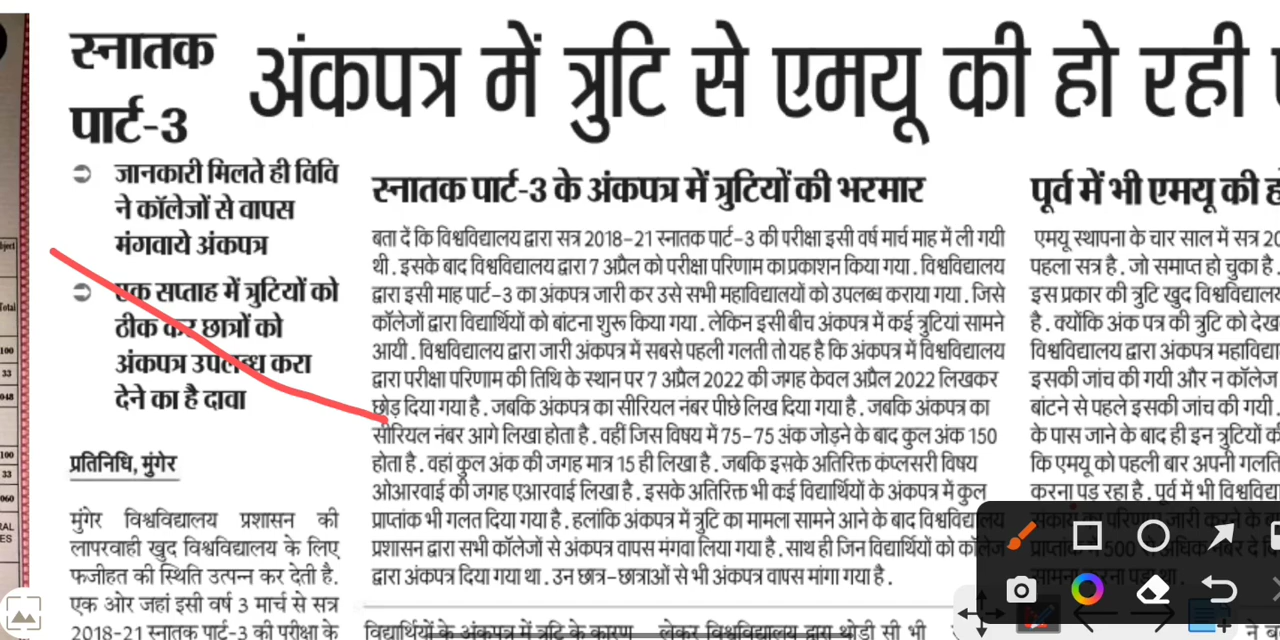 स्नातक
पार्ट-3
अंकपत्र में त्रुटि से एमयू की हो रही
जानकारी मिलते ही विवि
ने कॉलेजों से वापस
मंगवाये अंकपत्र
एक सप्ताह में त्रुटियों को
ठीक कर छात्रों को
अंकपत्र उपलब्ध करा
देने का है दावा
प्रतिनिधि, मुंगेर
मुंगेर विश्वविद्यालय प्रशासन की
लापरवाही खुद विश्वविद्यालय के लिए
फजीहत की स्थिति उत्पन्न कर देती है.
एक ओर जहां इसी वर्ष 3 मार्च से सत्र
2018-21 स्नातक पार्ट-3 की परीक्षा के
स्नातक पार्ट-3 के अंकपत्र में त्रुटियों की भरमार
बता दें कि विश्वविद्यालय द्वारा सत्र 2018-21 स्नातक पार्ट-3 की परीक्षा इसी वर्ष मार्च माह में ली गयी
थी. इसके बाद विश्वविद्यालय द्वारा 7 अप्रैल को परीक्षा परिणाम का प्रकाशन किया गया. विश्वविद्यालय
द्वारा इसी माह पार्ट-3 का अंकपत्र जारी कर उसे सभी महाविद्यालयों को उपलब्ध कराया गया. जिसे
कॉलेजों द्वारा विद्यार्थियों को बांटना शुरू किया गया. लेकिन इसी बीच अंकपत्र में कई त्रुटियां सामने
आयी. विश्वविद्यालय द्वारा जारी अंकपत्र में सबसे पहली गलती तो यह है कि अंकपत्र में विश्वविद्यालय
द्वारा परीक्षा परिणाम की तिथि के स्थान पर 7 अप्रैल 2022 की जगह केवल अप्रैल 2022 लिखकर
छोड़ दिया गया है. जबकि अंकपत्र का सीरियल नंबर पीछे लिख दिया गया है. जबकि अंकपत्र का
सीरियल नंबर आगे लिखा होता है. वहीं जिस विषय में 75-75 अंक जोड़ने के बाद कुल अंक 150
होता है. वहां कुल अंक की जगह मात्र 15 ही लिखा है. जबकि इसके अतिरिक्त कंप्लसरी विषय
ओआरवाई की जगह एआरवाई लिखा है. इसके अतिरिक्त भी कई विद्यार्थियों के अंकपत्र में कुल
प्राप्तांक भी गलत दिया गया है. हलांकि अंकपत्र में त्रुटि का मामला सामने आने के बाद विश्वविद्यालय
प्रशासन द्वारा सभी कॉलेजों से अंकपत्र वापस मंगवा लिया गया है. साथ ही जिन विद्यार्थियों को कॉलेज
द्वारा अंकपत्र दिया गया था. उन छात्र-छात्राओं से भी अंकपत्र वापस मांगा गया है.
विद्यार्थियों के अंकपत्र में त्रुटि के कारण लेकर विश्वविद्यालय द्वारा थोड़ी सी भी
पूर्व में भी एमयू की
एमयू स्थापना के चार साल में सत्र
पहला सत्र है. जो समाप्त हो चुका है.
इस प्रकार की त्रुटि खुद
है. क्योंकि अंक पत्र की त्रुटि को
विश्वविद्यालय द्वारा अंकपत्र
इसकी जांच की गयी और न कॉलेज
बांटने से पहले इसकी जांच की गयी.
के पास जाने के बाद ही इन त्रुटियों
कि एमयू को पहली बार अपनी
करना पड़ रहा है. पूर्व में भी